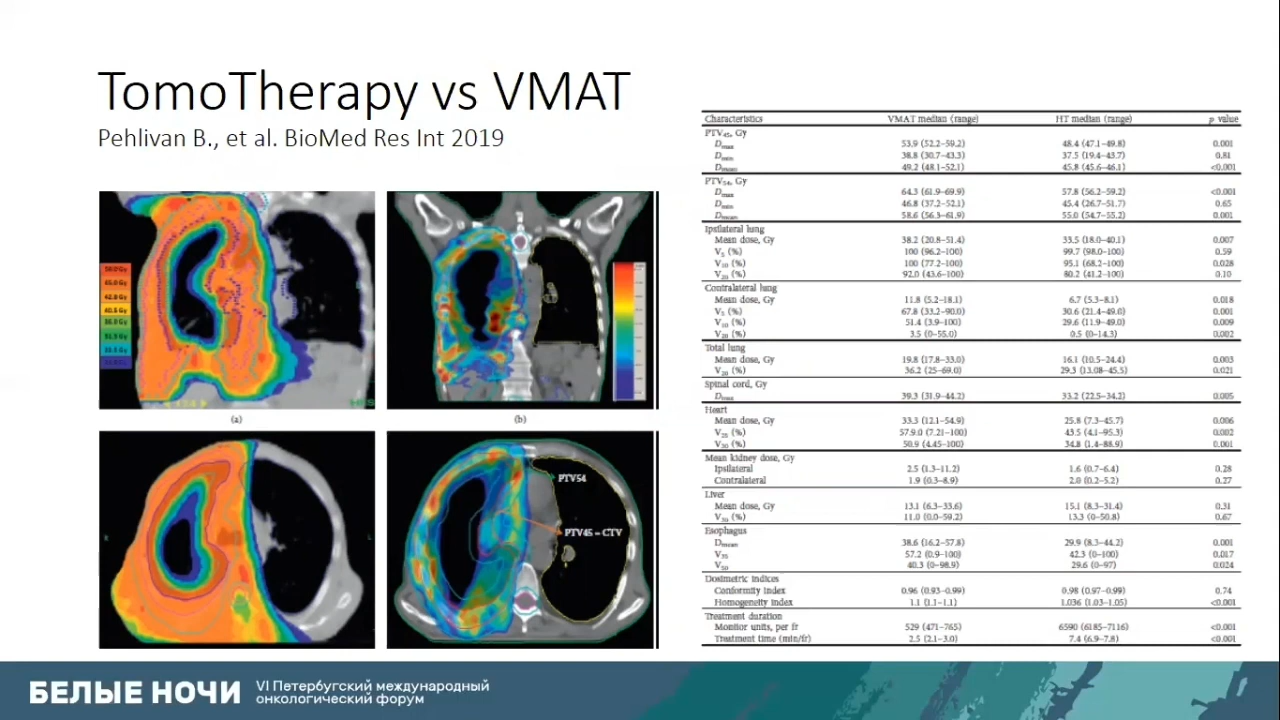 TomoTherapy vs VMAT
Pehlivan B., et al. BioMed Res Int 2019
(a)
(b)
PTV54
PTV45 = CTV
Characteristics VMAT median (range) HT median (range) p value
PTV₄₅, Gy
Dmax 53.9 (52.2–59.2) 48.4 (47.1–49.8) 0.001
Dmin 38.8 (30.7–43.3) 37.5 (19.4–43.7) 0.81
Dmean 49.2 (48.1–52.1) 45.8 (45.6–46.1) <0.001
PTV₅₄, Gy
Dmax 64.3 (61.9–69.9) 57.8 (56.2–59.2) <0.001
Dmin 46.8 (37.2–52.1) 45.4 (26.7–51.7) 0.65
Dmean 58.6 (56.3–61.9) 55.0 (54.7–55.2) 0.001
Ipsilateral lung
Mean dose, Gy 38.2 (20.8–51.4) 33.5 (18.0–40.1) 0.007
V₅ (%) 100 (96.2–100) 99.7 (98.0–100) 0.59
V₁₀ (%) 100 (77.2–100) 95.1 (68.2–100) 0.028
V₂₀ (%) 92.0 (43.6–100) 80.2 (41.2–100) 0.10
Contralateral lung
Mean dose, Gy 11.8 (5.2–18.1) 6.7 (5.3–8.1) 0.018
V₅ (%) 67.8 (33.2–90.0) 30.6 (21.4–49.0) 0.001
V₁₀ (%) 51.4 (3.9–100) 29.6 (11.9–49.0) 0.009
V₂₀ (%) 3.5 (0–55.0) 0.5 (0–14.3) 0.002
Total lung
Mean dose, Gy 19.8 (17.8–33.0) 16.1 (10.5–24.4) 0.003
V₂₀ (%) 36.2 (25–69.0) 29.3 (13.08–45.5) 0.021
Spinal cord, Gy
Dmax 39.3 (31.9–44.2) 33.2 (22.5–34.2) 0.005
Heart
Mean dose, Gy 33.3 (12.1–54.9) 25.8 (7.3–45.7) 0.006
V₂₅ (%) 57.9.0 (7.21–100) 43.5 (4.1–95.3) 0.002
V₃₀ (%) 50.9 (4.45–100) 34.8 (1.4–88.9) 0.001
Mean kidney dose, Gy
Ipsilateral 2.5 (1.3–11.2) 1.6 (0.7–6.4) 0.28
Contralateral 1.9 (0.3–8.9) 2.0 (0.2–5.2) 0.27
Liver
Mean dose, Gy 13.1 (6.3–33.6) 15.1 (8.3–31.4) 0.31
V₃₀ (%) 11.0 (0.0–59.2) 13.3 (0–50.8) 0.67
Esophagus
Dmean 38.6 (16.2–57.8) 29.9 (8.3–44.2) 0.001
V₃₅ 57.2 (0.9–100) 42.3 (0–100) 0.017
V₅₀ 40.3 (0–98.9) 29.6 (0–97) 0.024
Dosimetric indices
Conformity index 0.96 (0.93–0.99) 0.98 (0.97–0.99) 0.74
Homogeneity index 1.1 (1.1–1.1) 1.036 (1.03–1.05) <0.001
Treatment duration
Monitor units, per fr 529 (471–765) 6590 (6185–7116) <0.001
Treatment time (min/fr) 2.5 (2.1–3.0) 7.4 (6.9–7.8) <0.001
БЕЛЫЕ НОЧИ
VI Петербургский международный
онкологический форум